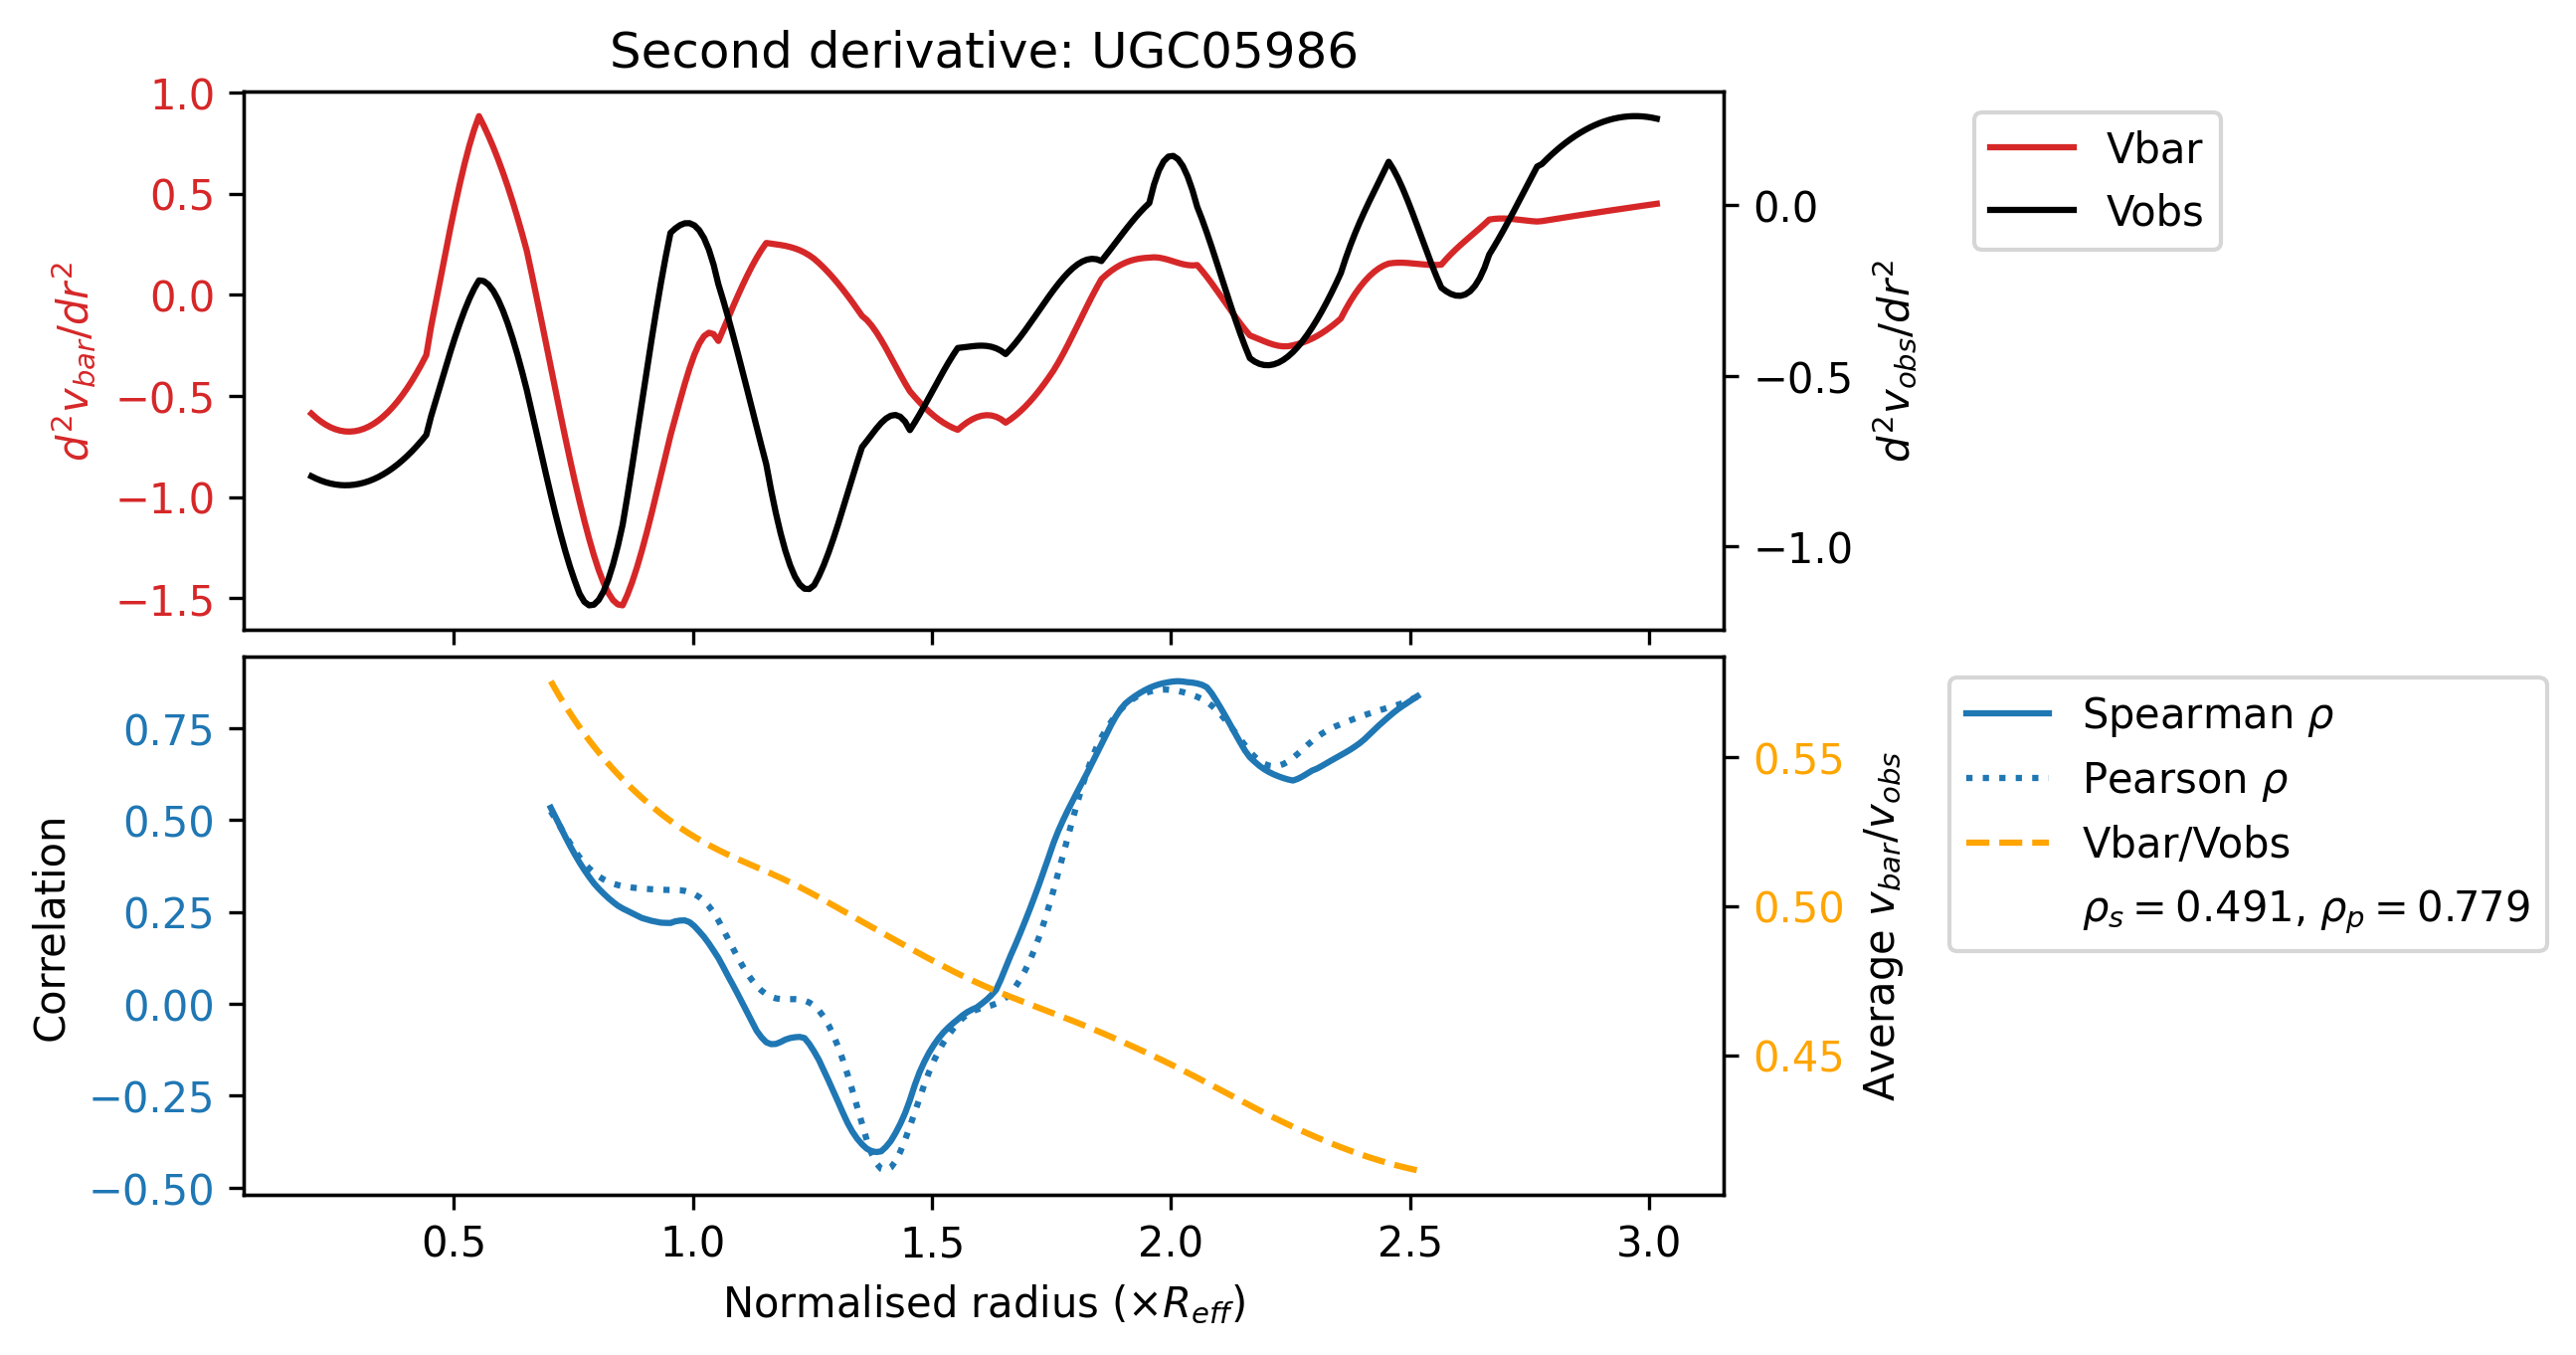 Second derivative: UGC05986
1.0
0.5
0.0
−0.5
−1.0
−1.5
d²v_bar/dr²
0.0
−0.5
−1.0
d²v_obs/dr²
Vbar
Vobs
0.75
0.50
0.25
0.00
−0.25
−0.50
Correlation
0.55
0.50
0.45
Average v_bar/v_obs
Spearman ρ
Pearson ρ
Vbar/Vobs
ρ_s = 0.491, ρ_p = 0.779
0.5 1.0 1.5 2.0 2.5 3.0
Normalised radius (×R_eff)